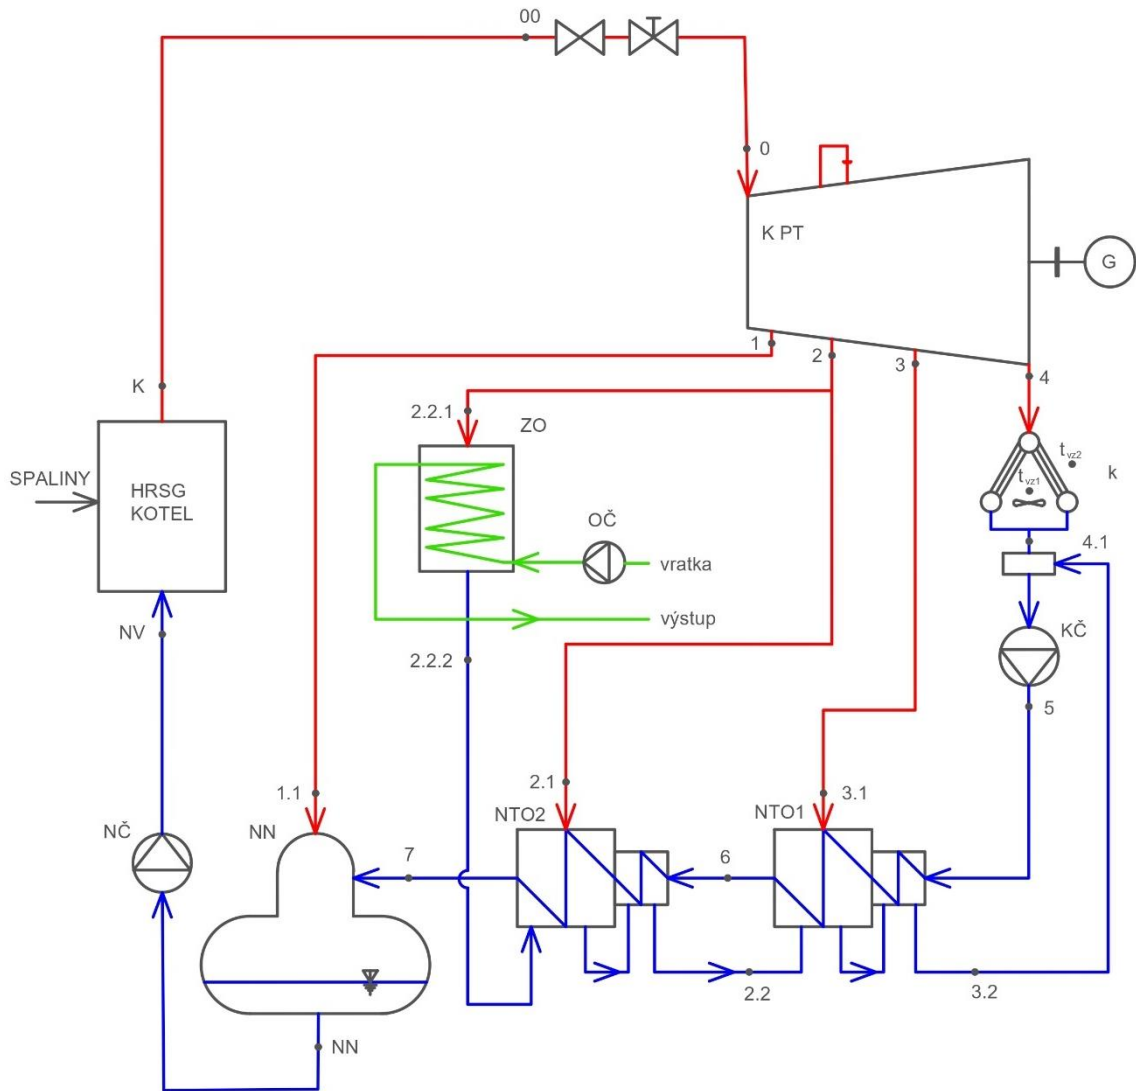 00
0
K PT
G
1
2
3
4
K
2.2.1
ZO
SPALINY
HRSG
KOTEL
t vz2
t vz1
k
OČ
4.1
vratka
výstup
NV
KČ
2.2.2
5
2.1
3.1
1.1
NTO2
NTO1
NČ
NN
7
6
2.2
3.2
NN